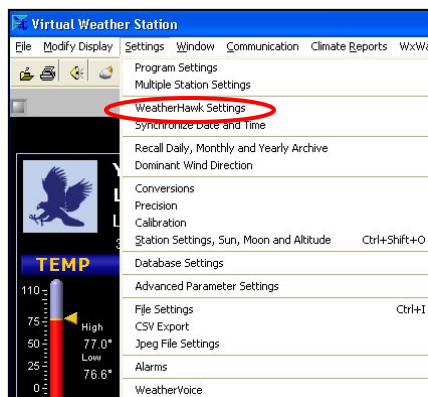 Virtual Weather Station
File Modify Display Settings Window Communication Climate Reports WxWa
Program Settings
Multiple Station Settings
WeatherHawk Settings
Synchronize Date and Time
Recall Daily, Monthly and Yearly Archive
Dominant Wind Direction
Conversions
Precision
Calibration
Station Settings, Sun, Moon and Altitude Ctrl+Shift+O
Database Settings
Advanced Parameter Settings
File Settings Ctrl+I
CSV Export
Jpeg File Settings
Alarms
WeatherVoice
TEMP
110
75
High
50
77.0°
Low
25
76.6°
0